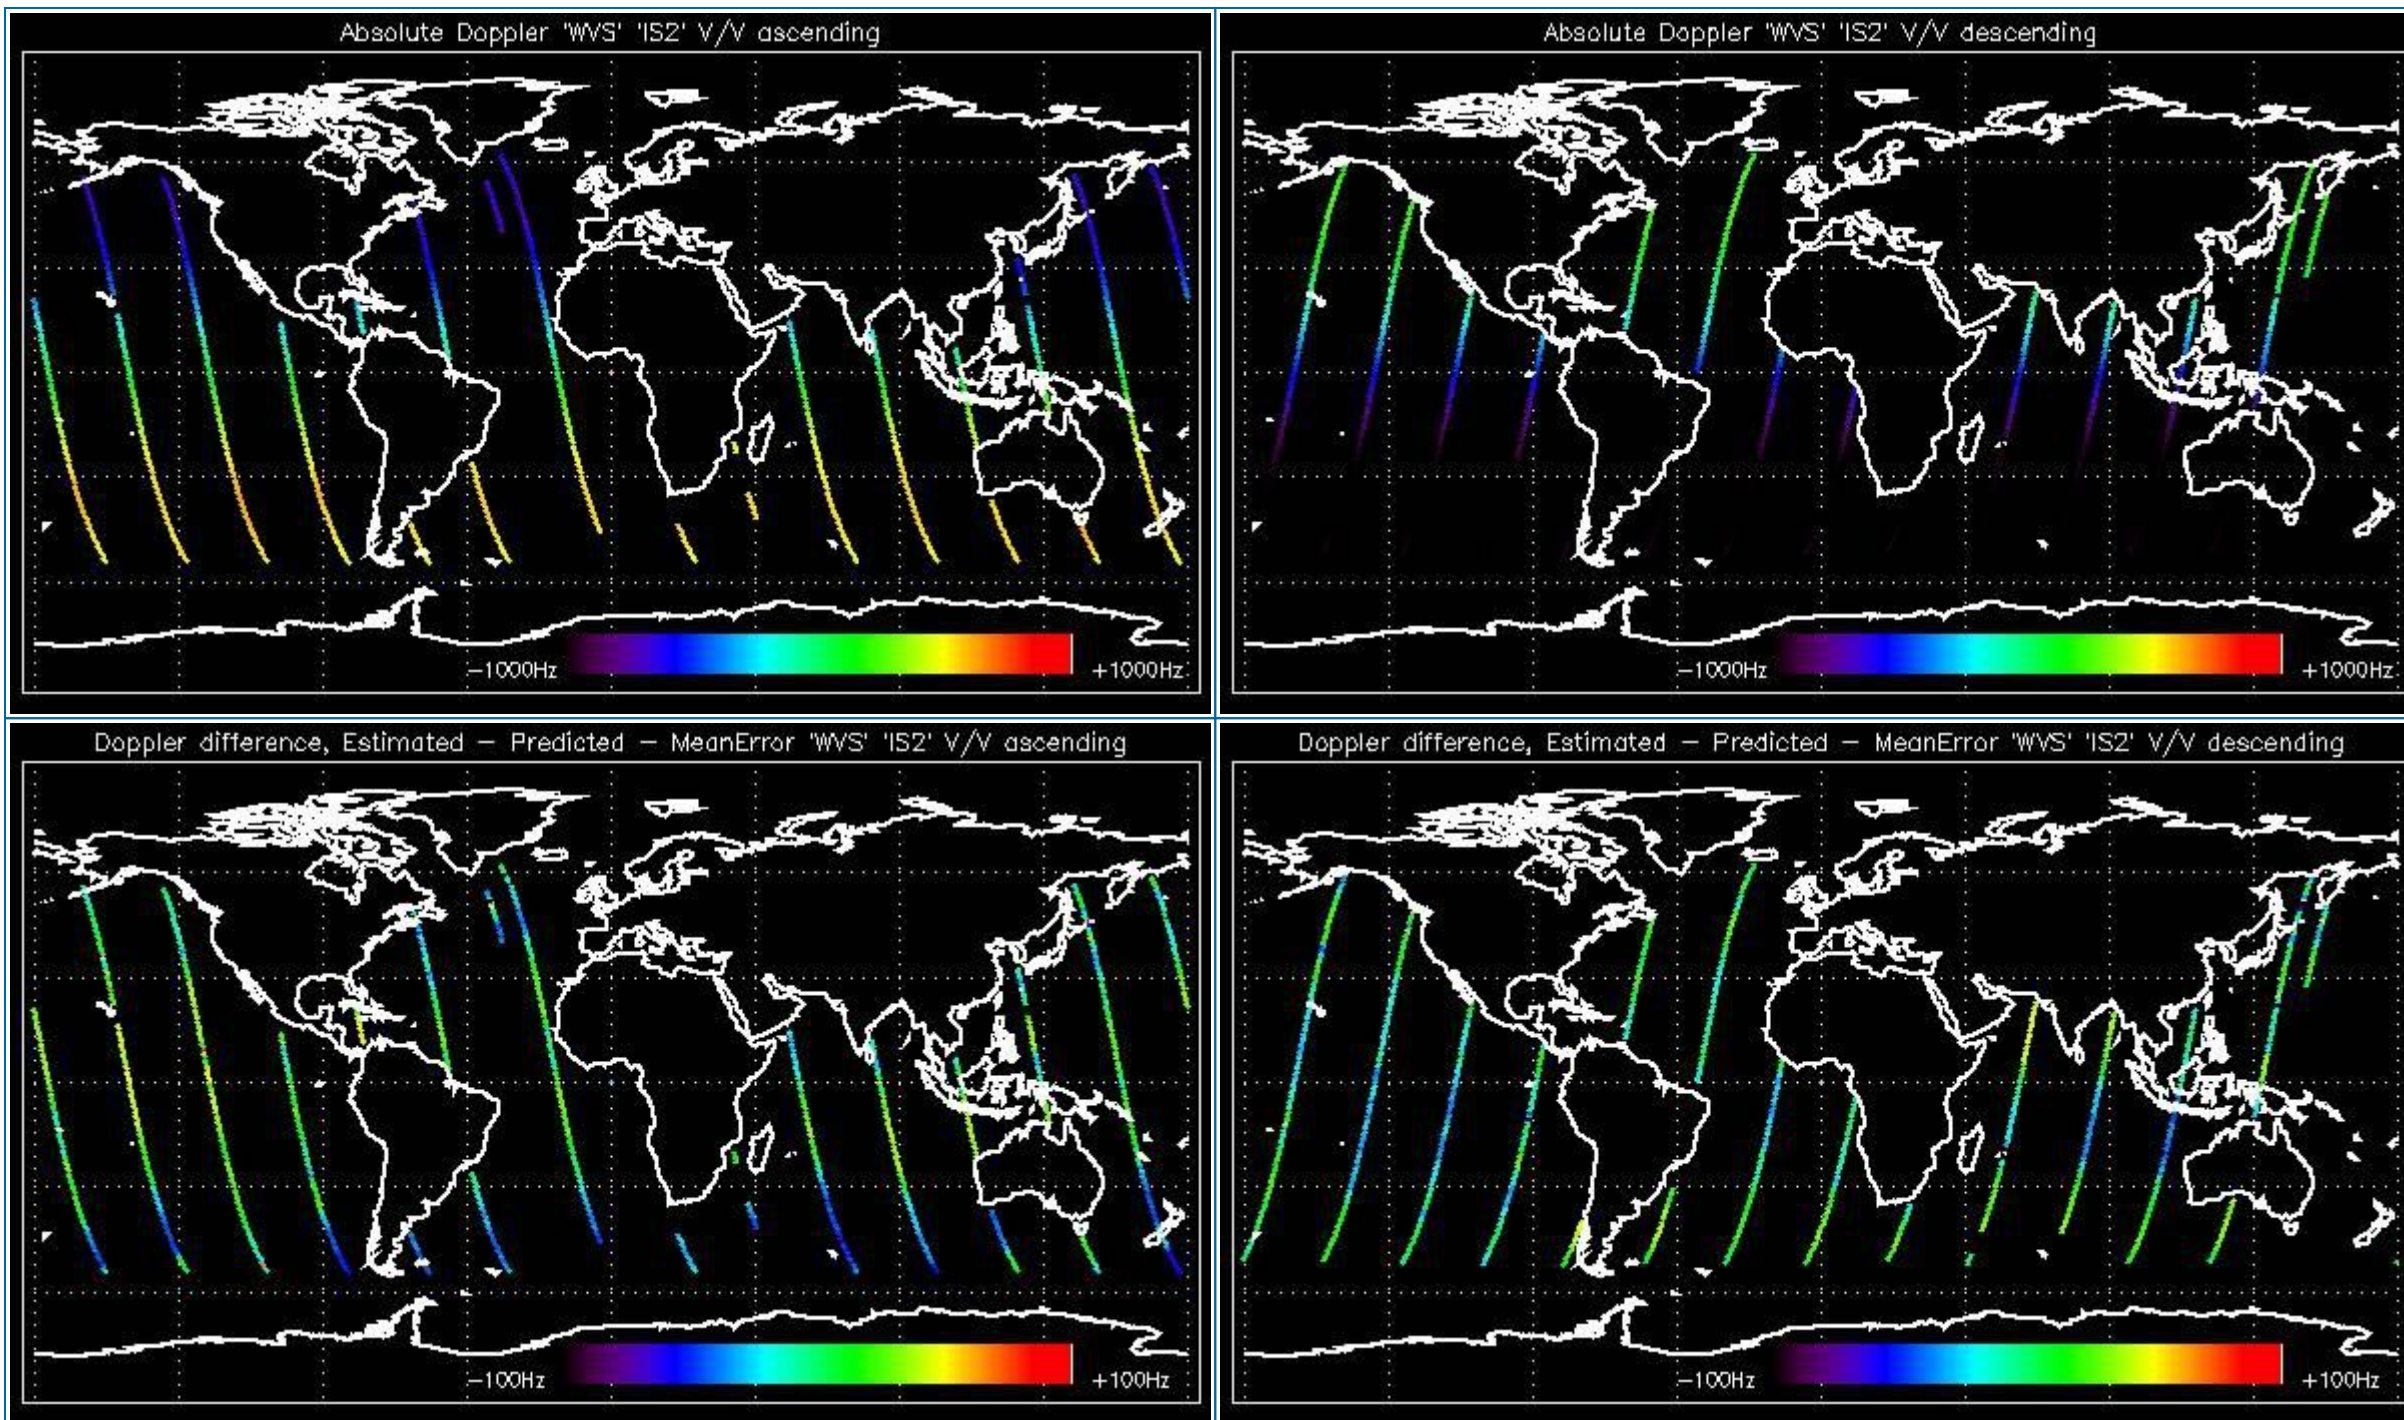 Absolute Doppler 'WVS' 'IS2' V/V ascending
−1000Hz
+1000Hz
Absolute Doppler 'WVS' 'IS2' V/V descending
−1000Hz
+1000Hz
Doppler difference, Estimated − Predicted − MeanError 'WVS' 'IS2' V/V ascending
−100Hz
+100Hz
Doppler difference, Estimated − Predicted − MeanError 'WVS' 'IS2' V/V descending
−100Hz
+100Hz